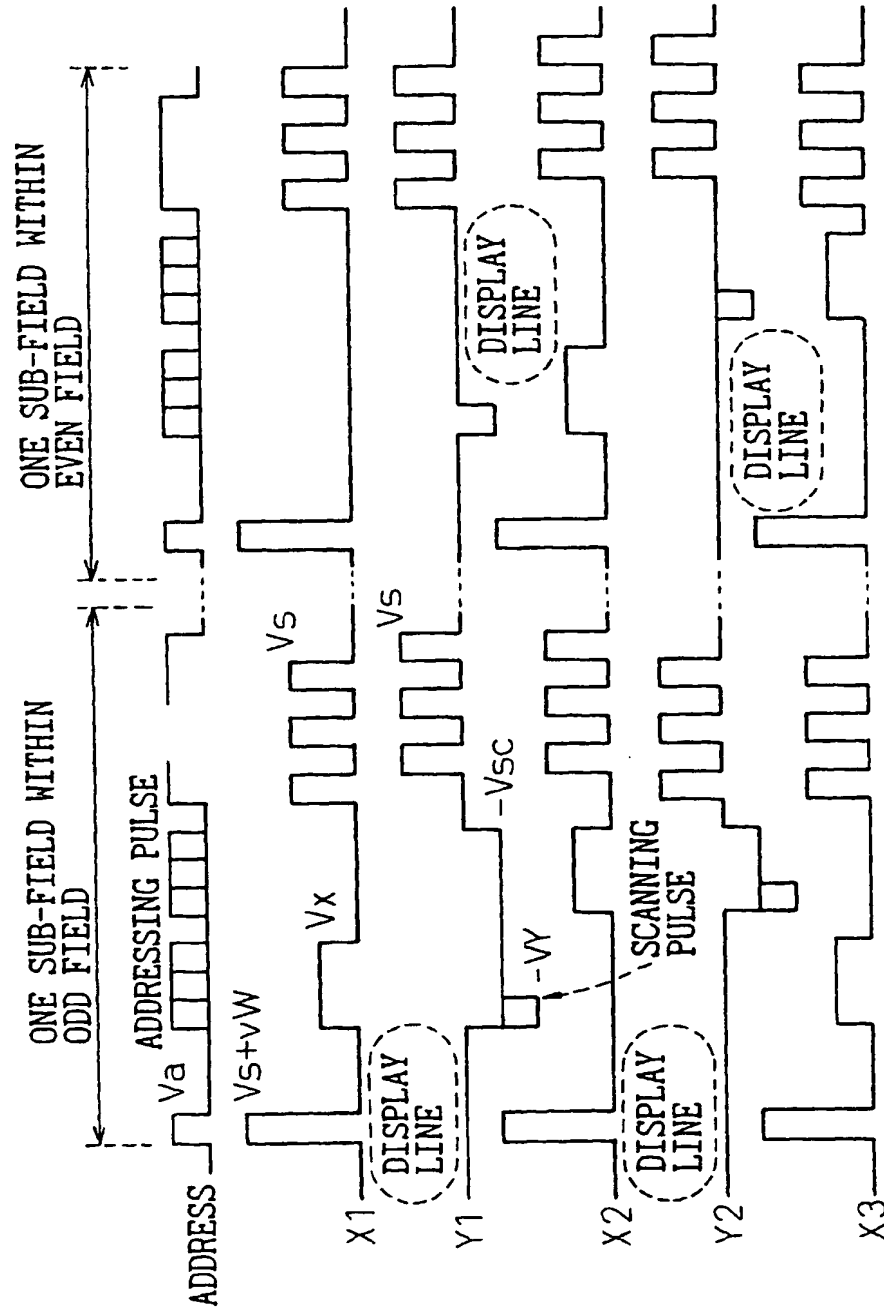 ONE SUB-FIELD WITHIN
ODD FIELD
ONE SUB-FIELD WITHIN
EVEN FIELD
ADDRESSING PULSE
Va
ADDRESS
Vs+vW
Vx
Vs
X1
DISPLAY
LINE
Vs
Y1
-Vsc
-VY
DISPLAY
LINE
SCANNING
PULSE
X2
DISPLAY
LINE
Y2
DISPLAY
LINE
X3